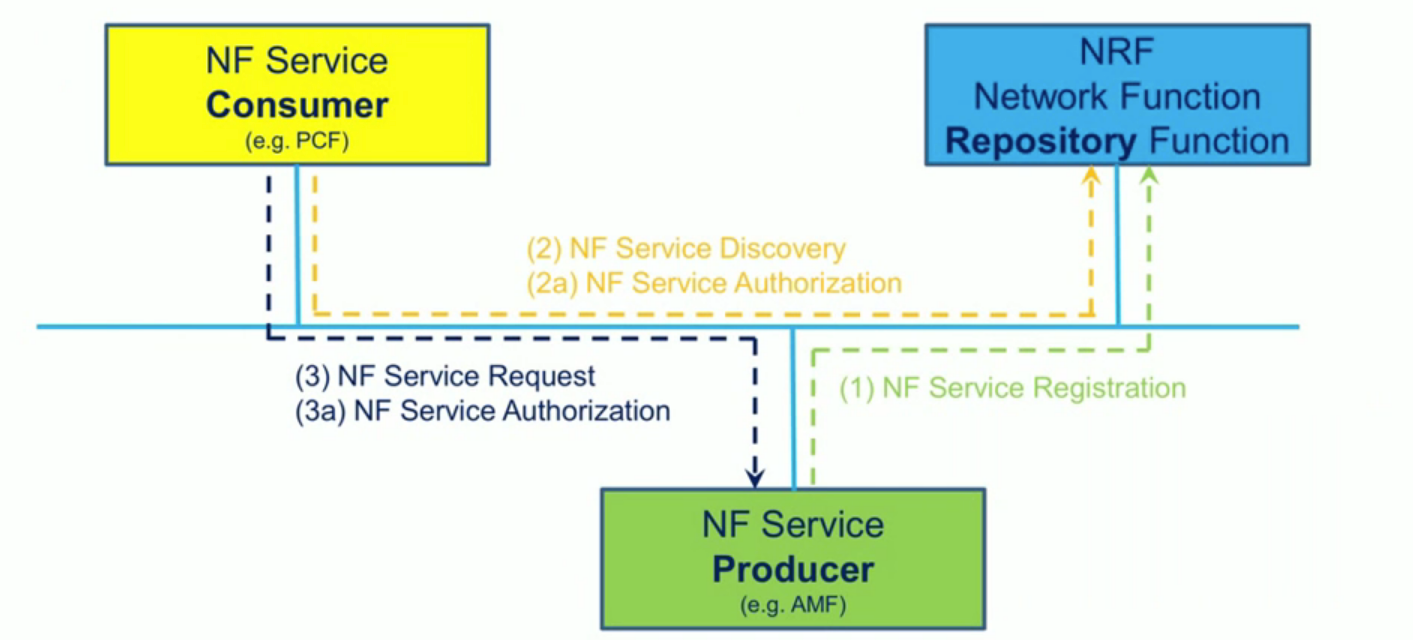 NF Service
Consumer
(e.g. PCF)
NRF
Network Function
Repository Function
(2) NF Service Discovery
(2a) NF Service Authorization
(3) NF Service Request
(3a) NF Service Authorization
(1) NF Service Registration
NF Service
Producer
(e.g. AMF)